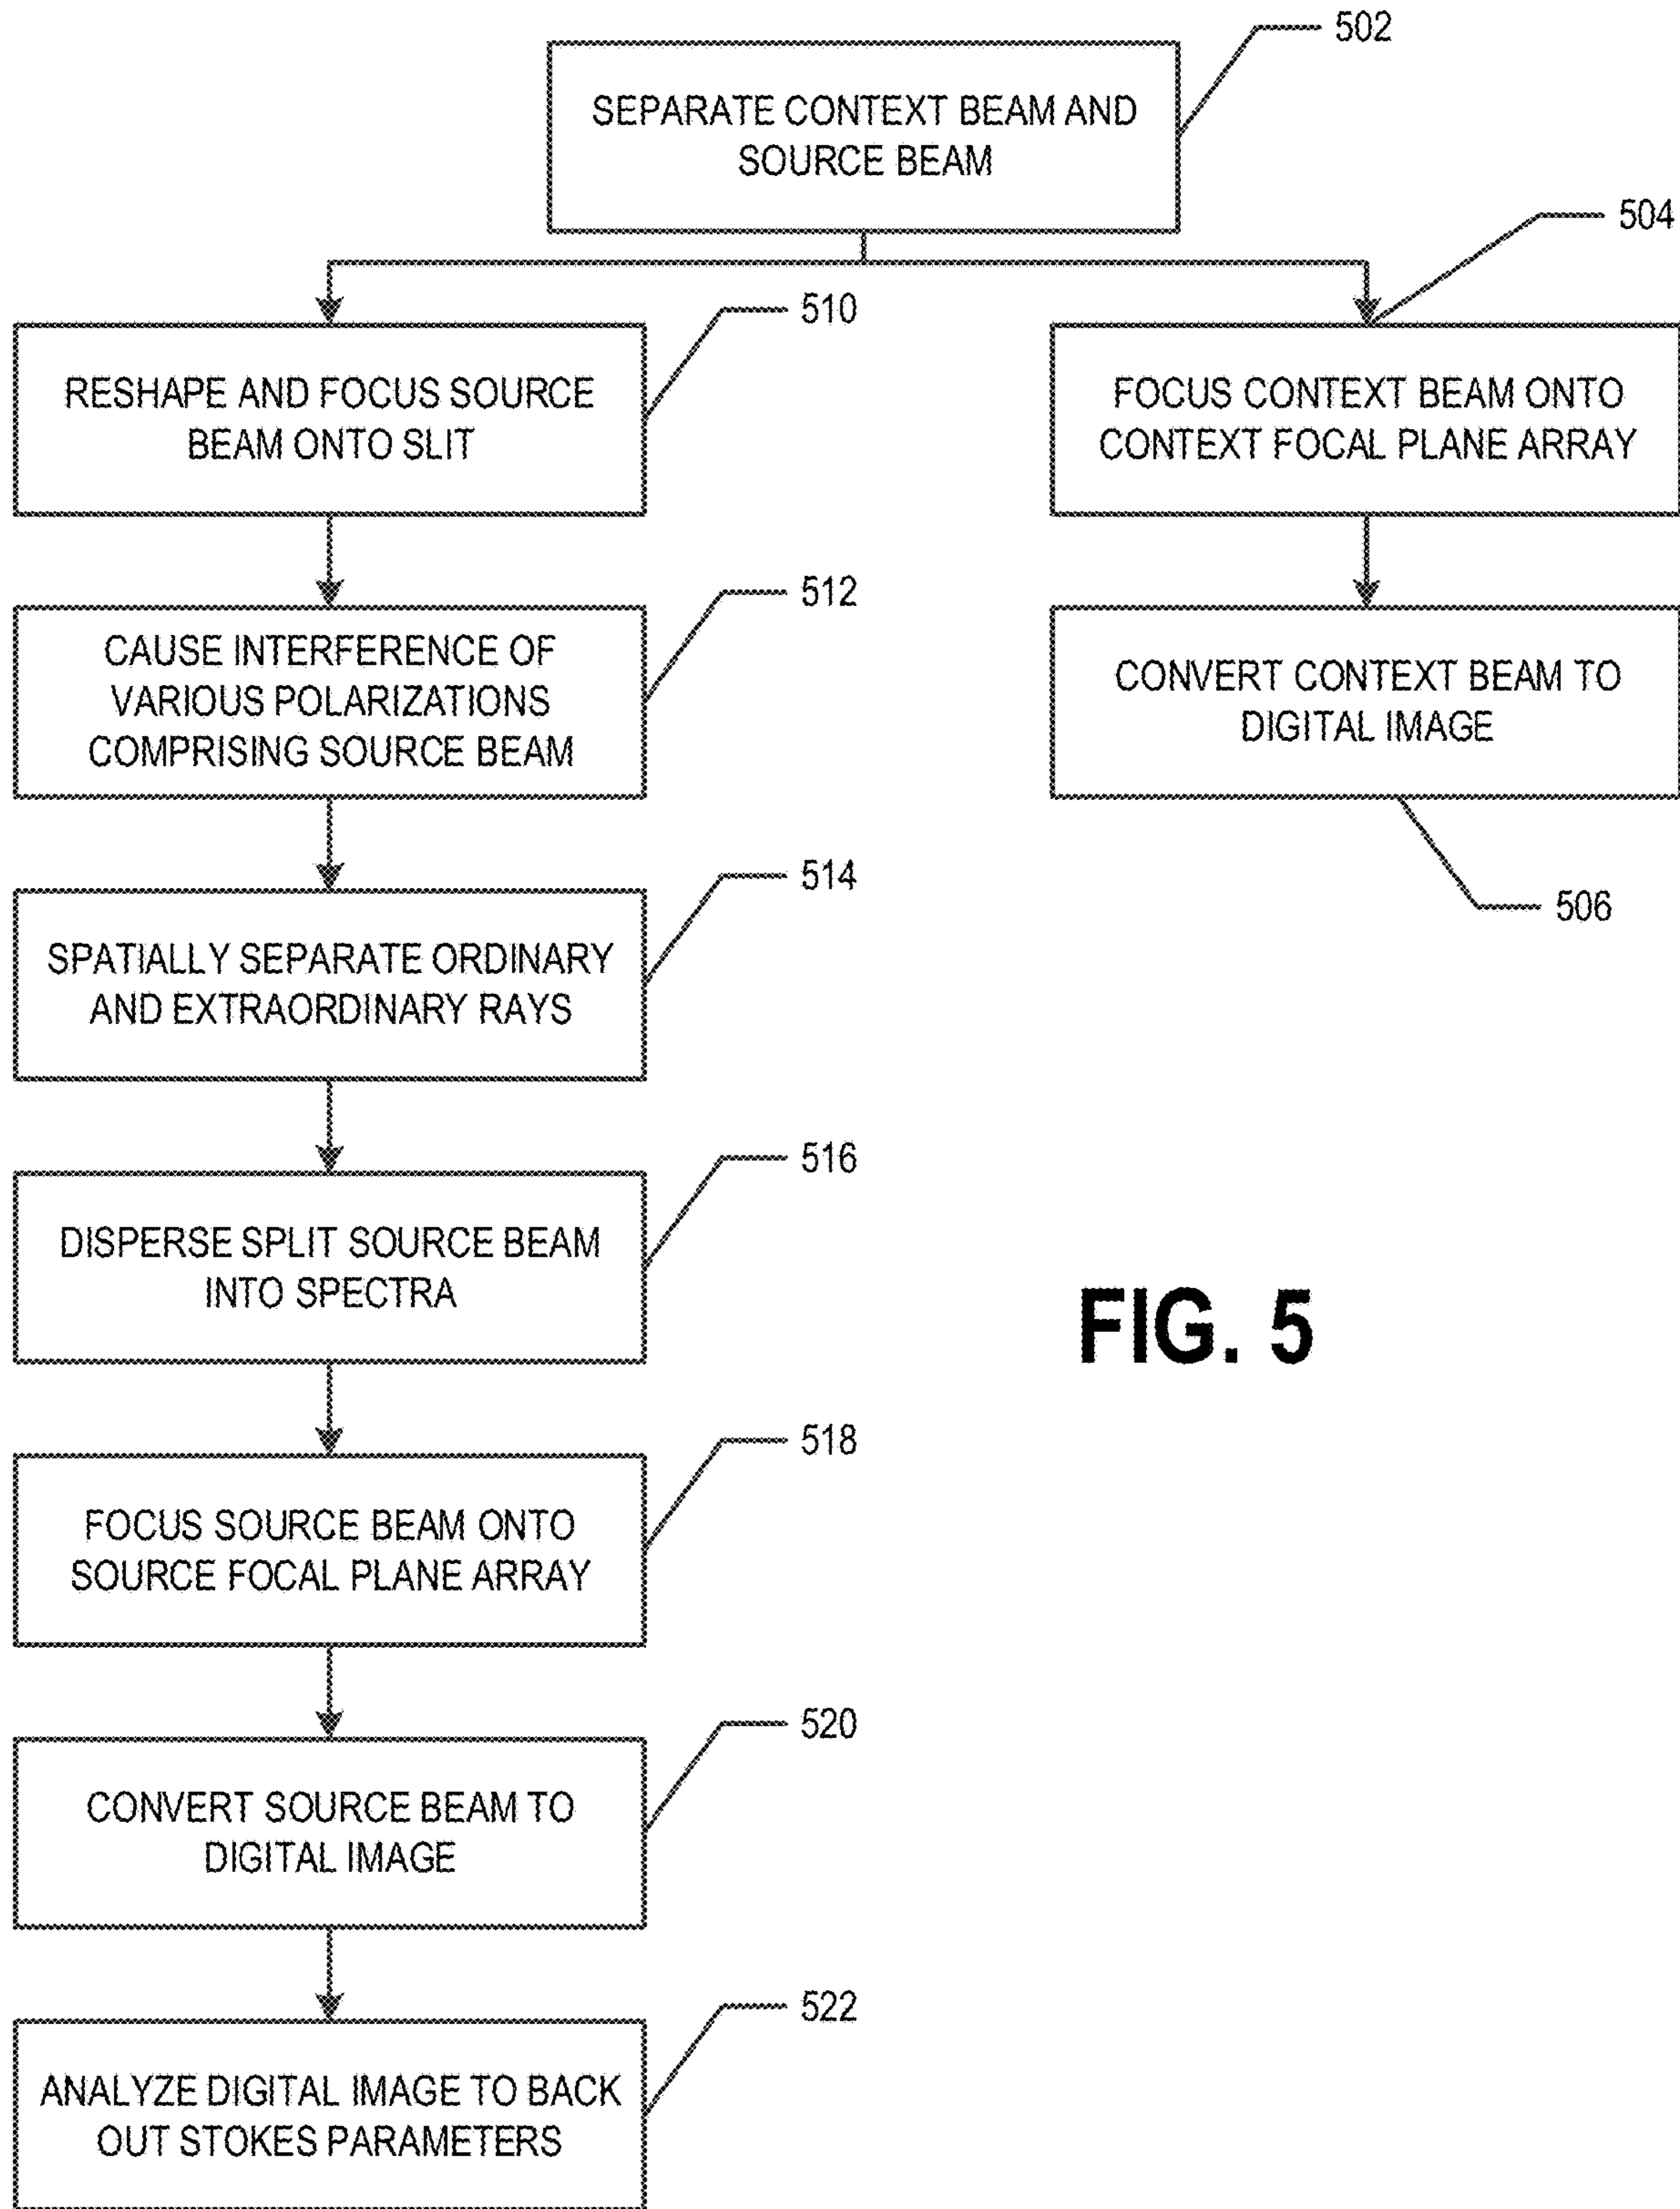 502
SEPARATE CONTEXT BEAM AND
SOURCE BEAM
504
510
RESHAPE AND FOCUS SOURCE
BEAM ONTO SLIT
FOCUS CONTEXT BEAM ONTO
CONTEXT FOCAL PLANE ARRAY
512
CAUSE INTERFERENCE OF
VARIOUS POLARIZATIONS
COMPRISING SOURCE BEAM
CONVERT CONTEXT BEAM TO
DIGITAL IMAGE
506
514
SPATIALLY SEPARATE ORDINARY
AND EXTRAORDINARY RAYS
516
DISPERSE SPLIT SOURCE BEAM
INTO SPECTRA
FIG. 5
518
FOCUS SOURCE BEAM ONTO
SOURCE FOCAL PLANE ARRAY
520
CONVERT SOURCE BEAM TO
DIGITAL IMAGE
522
ANALYZE DIGITAL IMAGE TO BACK
OUT STOKES PARAMETERS